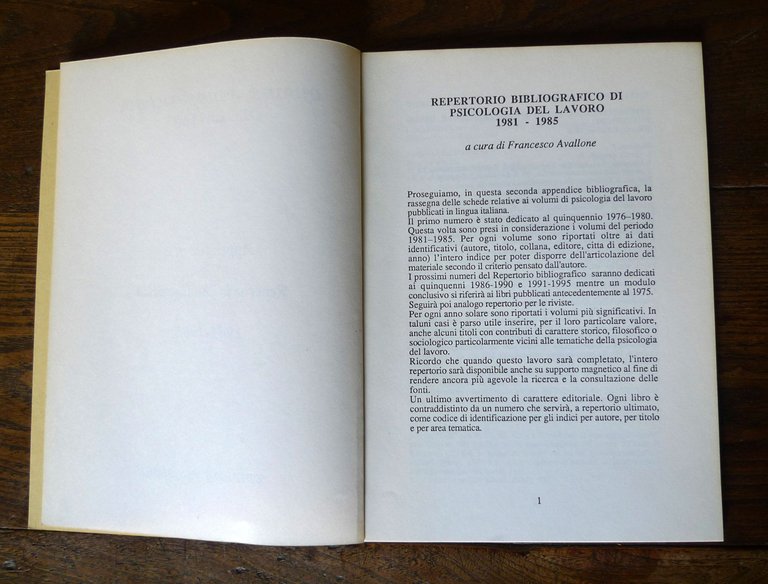 REPERTORIO BIBLIOGRAFICO DI
PSICOLOGIA DEL LAVORO
1981 - 1985
a cura di Francesco Avallone
Proseguiamo, in questa seconda appendice bibliografica, la
rassegna delle schede relative ai volumi di psicologia del lavoro
pubblicati in lingua italiana.
Il primo numero è stato dedicato al quinquennio 1976-1980.
Questa volta sono presi in considerazione i volumi del periodo
1981-1985. Per ogni volume sono riportati oltre ai dati
identificativi (autore, titolo, collana, editore, città di edizione,
anno) l'intero indice per poter disporre dell'articolazione del
materiale secondo il criterio pensato dall'autore.
I prossimi numeri del Repertorio bibliografico saranno dedicati
ai quinquenni 1986-1990 e 1991-1995 mentre un modulo
conclusivo si riferirà ai libri pubblicati antecedentemente al 1975.
Seguirà poi analogo repertorio per le riviste.
Per ogni anno solare sono riportati i volumi più significativi. In
taluni casi è parso utile inserire, per il loro particolare valore,
anche alcuni titoli con contributi di carattere storico, filosofico o
sociologico particolarmente vicini alle tematiche della psicologia
del lavoro.
Ricordo che quando questo lavoro sarà completato, l'intero
repertorio sarà disponibile anche su supporto magnetico al fine di
rendere ancora più agevole la ricerca e la consultazione delle
fonti.
Un ultimo avvertimento di carattere editoriale. Ogni libro è
contraddistinto da un numero che servirà, a repertorio ultimato,
come codice di identificazione per gli indici per autore, per titolo
e per area tematica.
1